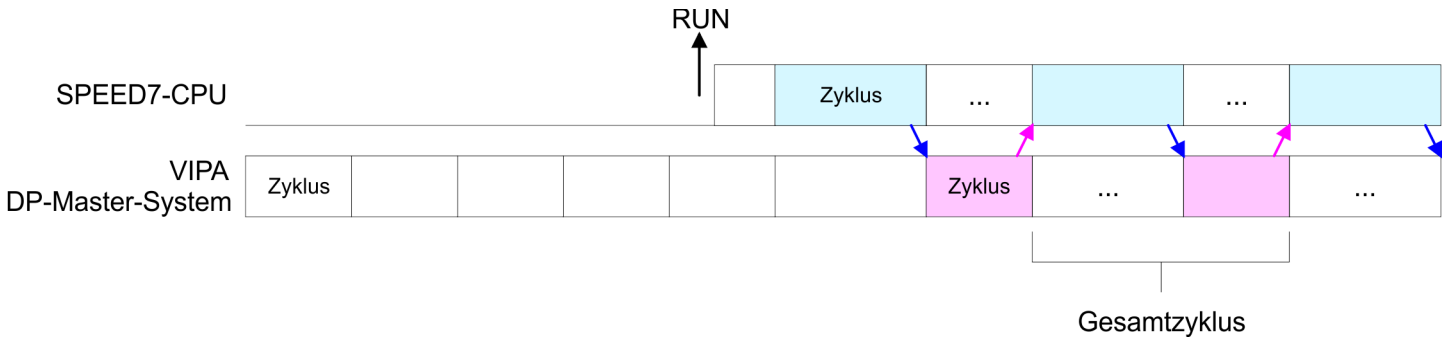 RUN
SPEED7-CPU
Zyklus
...
...
VIPA
DP-Master-System
Zyklus
Zyklus
...
...
Gesamtzyklus